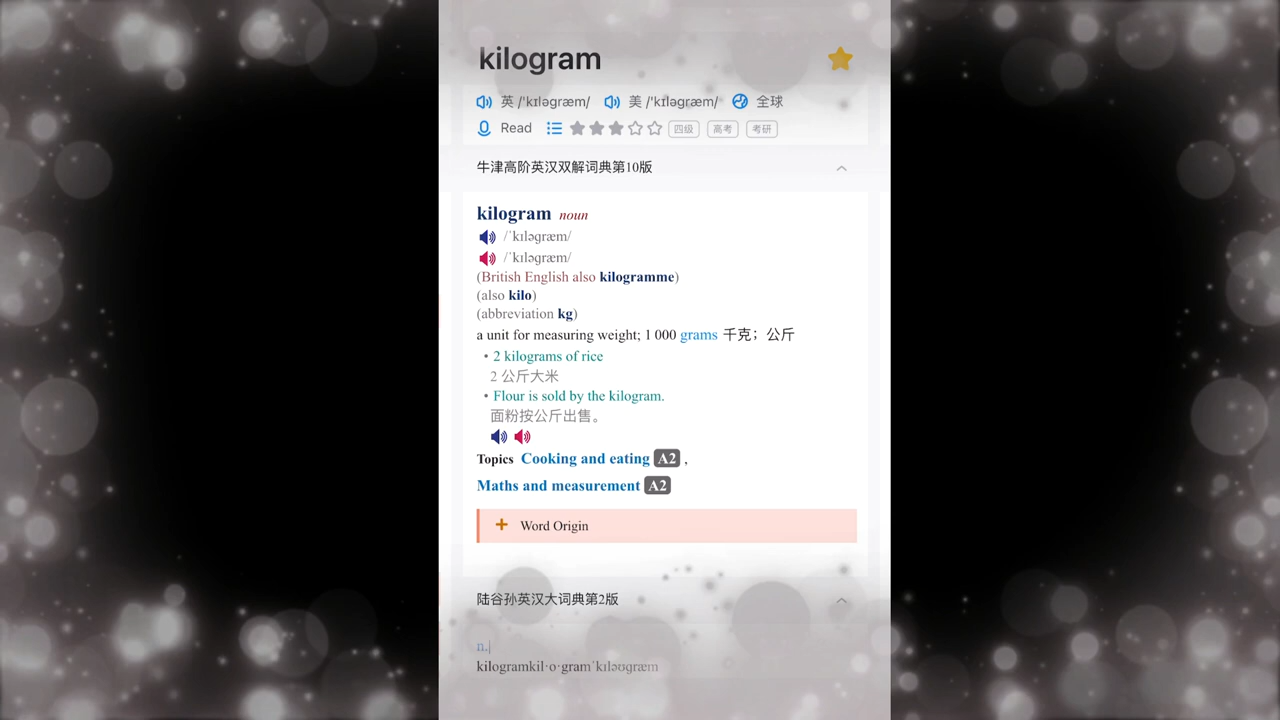 kilogram
英 /'kɪləgræm/ 美 /'kɪləgræm/ 全球
Read 四级 高考 考研
牛津高阶英汉双解词典第10版
kilogram noun
/ˈkɪləɡræm/
/ˈkɪləɡræm/
(British English also kilogramme)
(also kilo)
(abbreviation kg)
a unit for measuring weight; 1 000 grams 千克；公斤
• 2 kilograms of rice
2 公斤大米
• Flour is sold by the kilogram.
面粉按公斤出售。
Topics Cooking and eating A2 ,
Maths and measurement A2
+ Word Origin
陆谷孙英汉大词典第2版
n.|
kilogramkil·o·gramˈkɪləʊɡræm